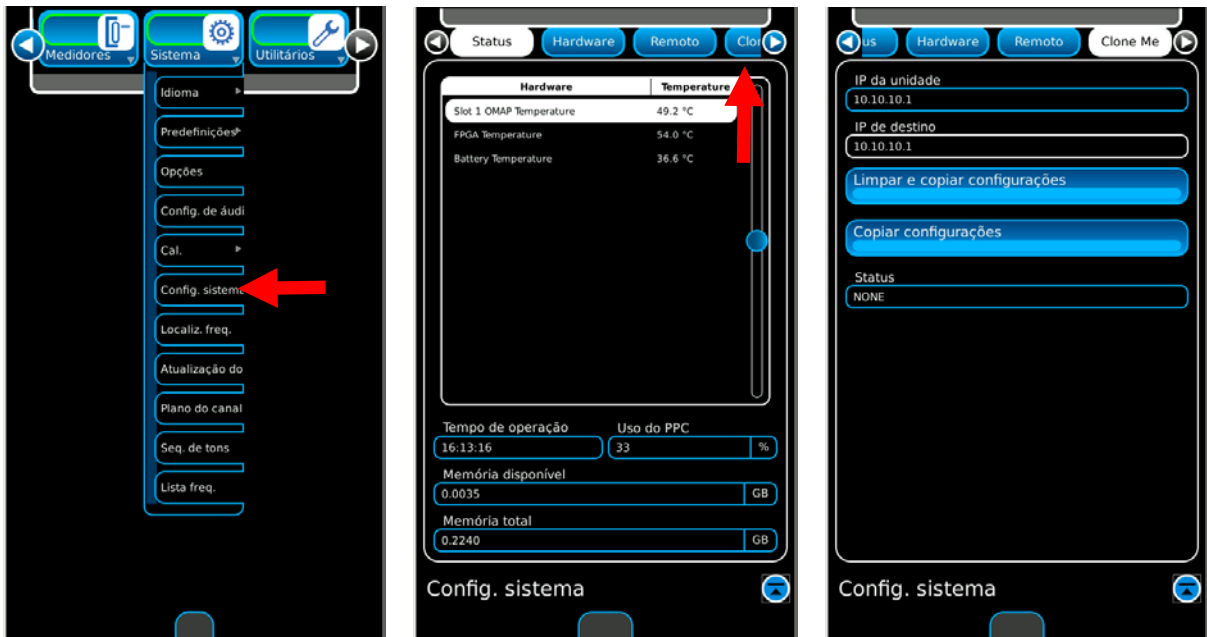 Medidores
Sistema
Utilitários
Idioma
Predefinições
Opções
Config. de áudi
Cal.
Config. sistema
Localiz. freq.
Atualização do
Plano do canal
Seq. de tons
Lista freq.
Status Hardware Remoto Clon
Hardware Temperature
Slot 1 OMAP Temperature 49.2 °C
FPGA Temperature 54.0 °C
Battery Temperature 36.6 °C
Tempo de operação Uso do PPC
16:13:16 33 %
Memória disponível
0.0035 GB
Memória total
0.2240 GB
Config. sistema
us Hardware Remoto Clone Me
IP da unidade
10.10.10.1
IP de destino
10.10.10.1
Limpar e copiar configurações
Copiar configurações
Status
NONE
Config. sistema